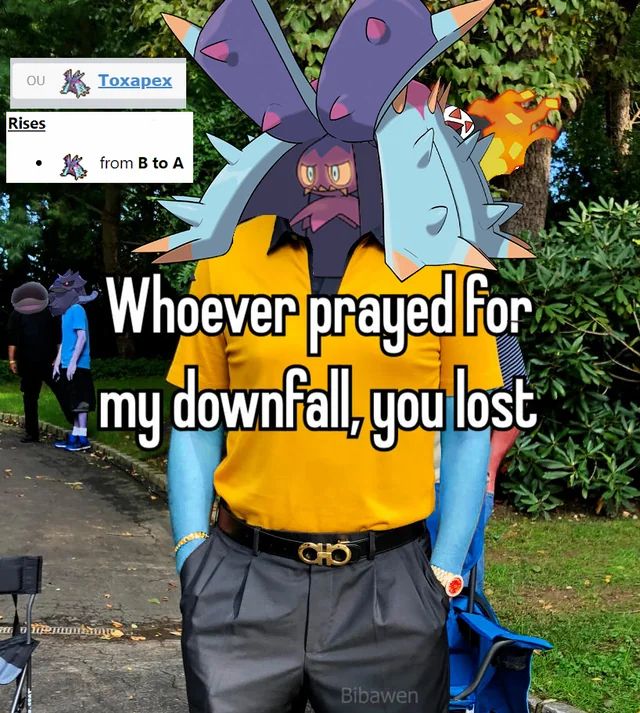 OU Toxapex
Rises
• from B to A
Whoever prayed for
my downfall, you lost
Bibawen